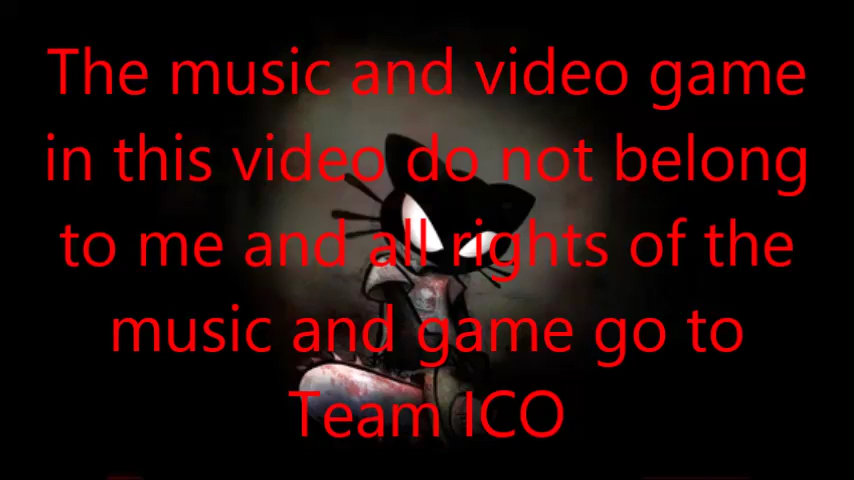 The music and video game
in this video do not belong
to me and all rights of the
music and game go to
Team ICO